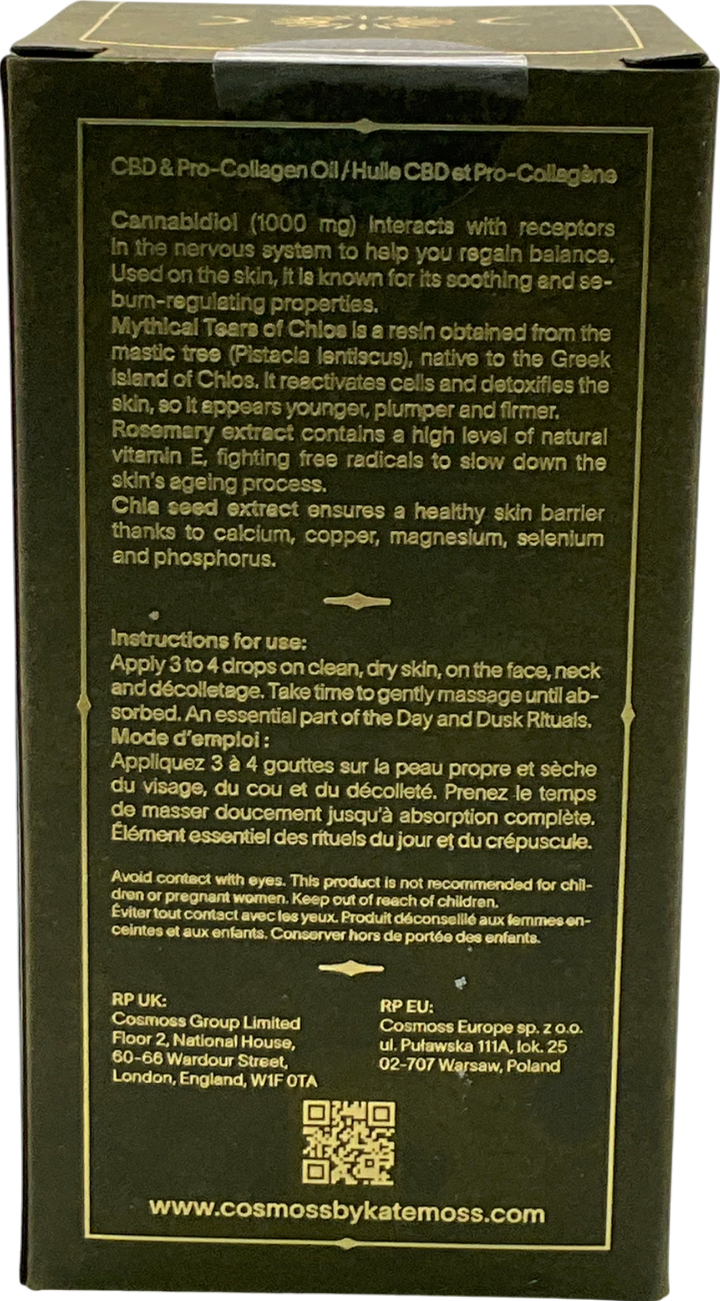 CBD & Pro-Collagen Oil / Huile CBD et Pro-Collagène
Cannabidiol (1000 mg) interacts with receptors
in the nervous system to help you regain balance.
Used on the skin, it is known for its soothing and se-
bum-regulating properties.
Mythical Tears of Chios is a resin obtained from the
mastic tree (Pistacia lentiscus), native to the Greek
Island of Chios. It reactivates cells and detoxifies the
skin, so it appears younger, plumper and firmer.
Rosemary extract contains a high level of natural
vitamin E, fighting free radicals to slow down the
skin's ageing process.
Chia seed extract ensures a healthy skin barrier
thanks to calcium, copper, magnesium, selenium
and phosphorus.
Instructions for use:
Apply 3 to 4 drops on clean, dry skin, on the face, neck
and décolletage. Take time to gently massage until ab-
sorbed. An essential part of the Day and Dusk Rituals.
Mode d'emploi :
Appliquez 3 à 4 gouttes sur la peau propre et sèche
du visage, du cou et du décolleté. Prenez le temps
de masser doucement jusqu'à absorption complète.
Élément essentiel des rituels du jour et du crépuscule.
Avoid contact with eyes. This product is not recommended for chil-
dren or pregnant women. Keep out of reach of children.
Éviter tout contact avec les yeux. Produit déconseillé aux femmes en-
ceintes et aux enfants. Conserver hors de portée des enfants.
RP UK:
Cosmoss Group Limited
Floor 2, National House,
60-66 Wardour Street,
London, England, W1F 0TA
RP EU:
Cosmoss Europe sp. z o.o.
ul. Puławska 111A, lok. 25
02-707 Warsaw, Poland
www.cosmossbykatemoss.com